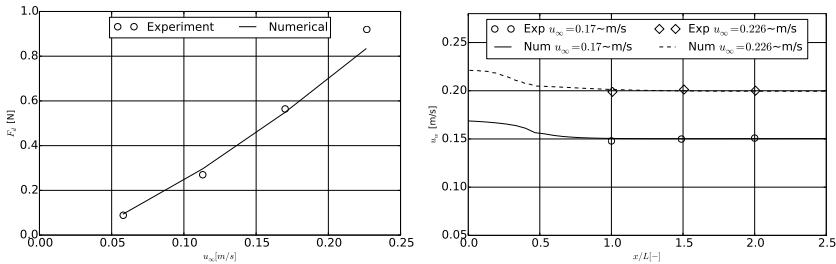 1.0
0.8
0.6
0.4
0.2
0.0
F_d [N]
Experiment
Numerical
0.00 0.05 0.10 0.15 0.20 0.25
u_∞[m/s]
0.25
0.20
0.15
0.10
0.05
[m/s]
Exp u_∞=0.17~m/s Exp u_∞=0.226~m/s
Num u_∞=0.17~m/s Num u_∞=0.226~m/s
0.0 0.5 1.0 1.5 2.0 2.5
x/L[−]